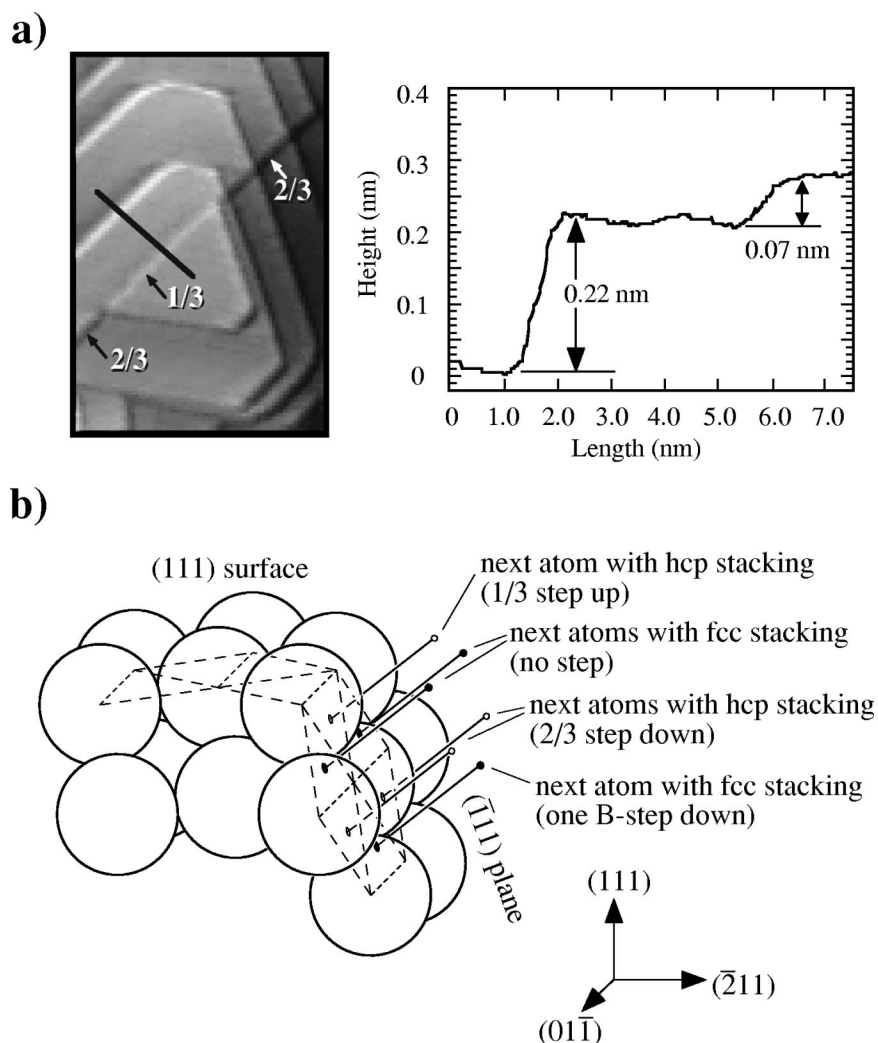 a)
2/3
1/3
2/3
Height (nm)
0.4
0.3
0.2
0.1
0
0.22 nm
0.07 nm
0 1.0 2.0 3.0 4.0 5.0 6.0 7.0
Length (nm)
b)
(111) surface
next atom with hcp stacking
(1/3 step up)
next atoms with fcc stacking
(no step)
next atoms with hcp stacking
(2/3 step down)
next atom with fcc stacking
(one B-step down)
(1̅11) plane
(111)
(2̅11)
(011̅)